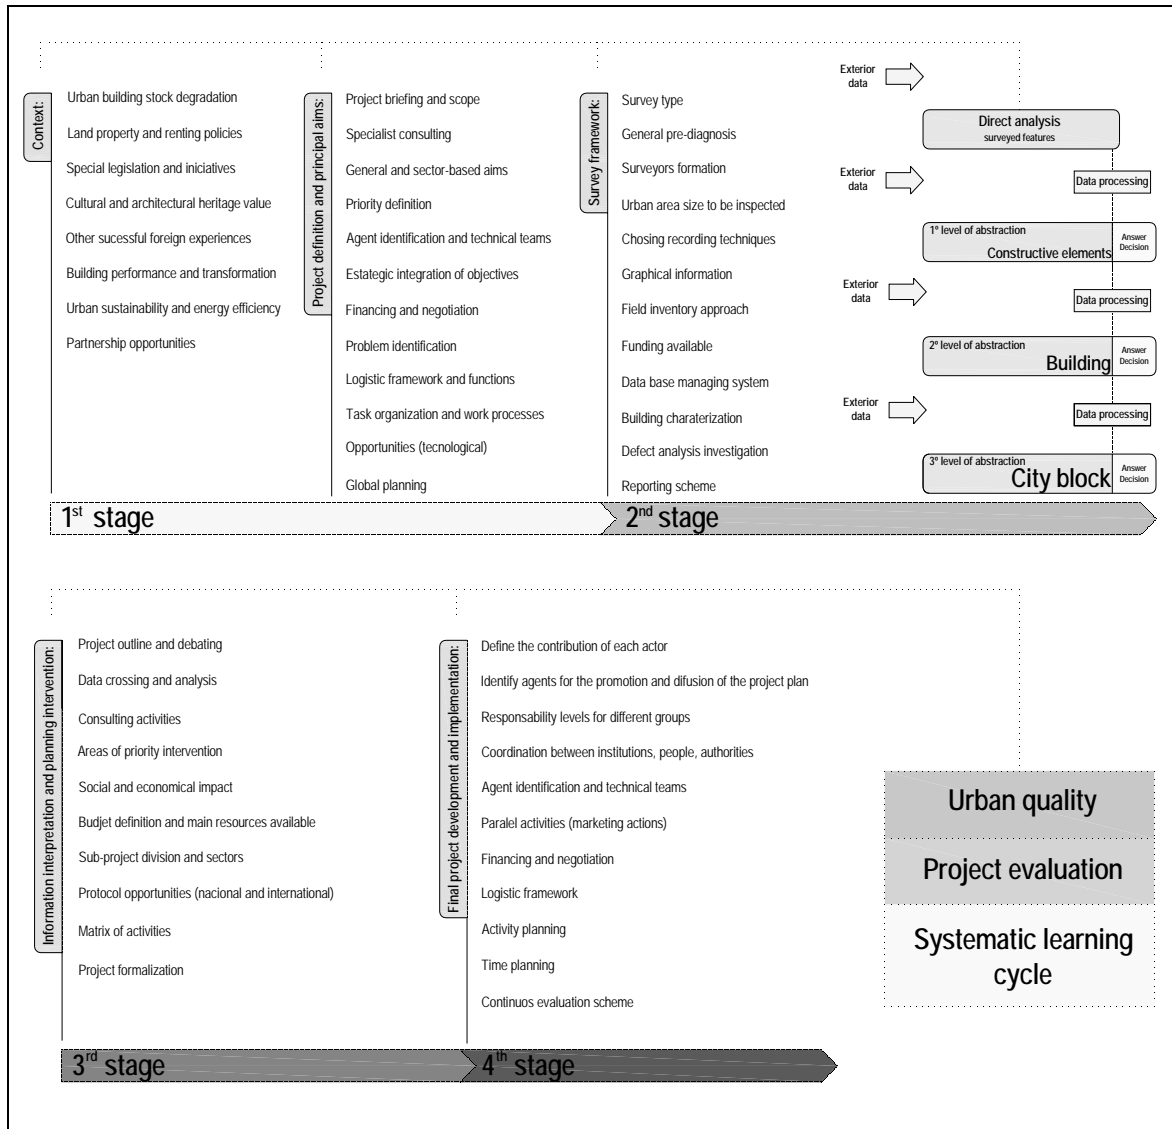 Context:
Urban building stock degradation
Land property and renting policies
Special legislation and iniciatives
Cultural and architectural heritage value
Other sucessful foreign experiences
Building performance and transformation
Urban sustainability and energy efficiency
Partnership opportunities
Project definition and principal aims:
Project briefing and scope
Specialist consulting
General and sector-based aims
Priority definition
Agent identification and technical teams
Estategic integration of objectives
Financing and negotiation
Problem identification
Logistic framework and functions
Task organization and work processes
Opportunities (tecnological)
Global planning
Survey framework:
Survey type
General pre-diagnosis
Surveyors formation
Urban area size to be inspected
Chosing recording techniques
Graphical information
Field inventory approach
Funding available
Data base managing system
Building charaterization
Defect analysis investigation
Reporting scheme
Exterior
data
Direct analysis
surveyed features
Exterior
data
Data processing
1º level of abstraction
Constructive elements
Answer
Decision
Exterior
data
Data processing
2º level of abstraction
Building
Answer
Decision
Exterior
data
Data processing
3º level of abstraction
City block
Answer
Decision
1st stage
2nd stage
Information interpretation and planning intervention:
Project outline and debating
Data crossing and analysis
Consulting activities
Areas of priority intervention
Social and economical impact
Budjet definition and main resources available
Sub-project division and sectors
Protocol opportunities (nacional and international)
Matrix of activities
Project formalization
Final project development and implementation:
Define the contribution of each actor
Identify agents for the promotion and difusion of the project plan
Responsability levels for different groups
Coordination between institutions, people, authorities
Agent identification and technical teams
Paralel activities (marketing actions)
Financing and negotiation
Logistic framework
Activity planning
Time planning
Continuos evaluation scheme
Urban quality
Project evaluation
Systematic learning
cycle
3rd stage
4th stage